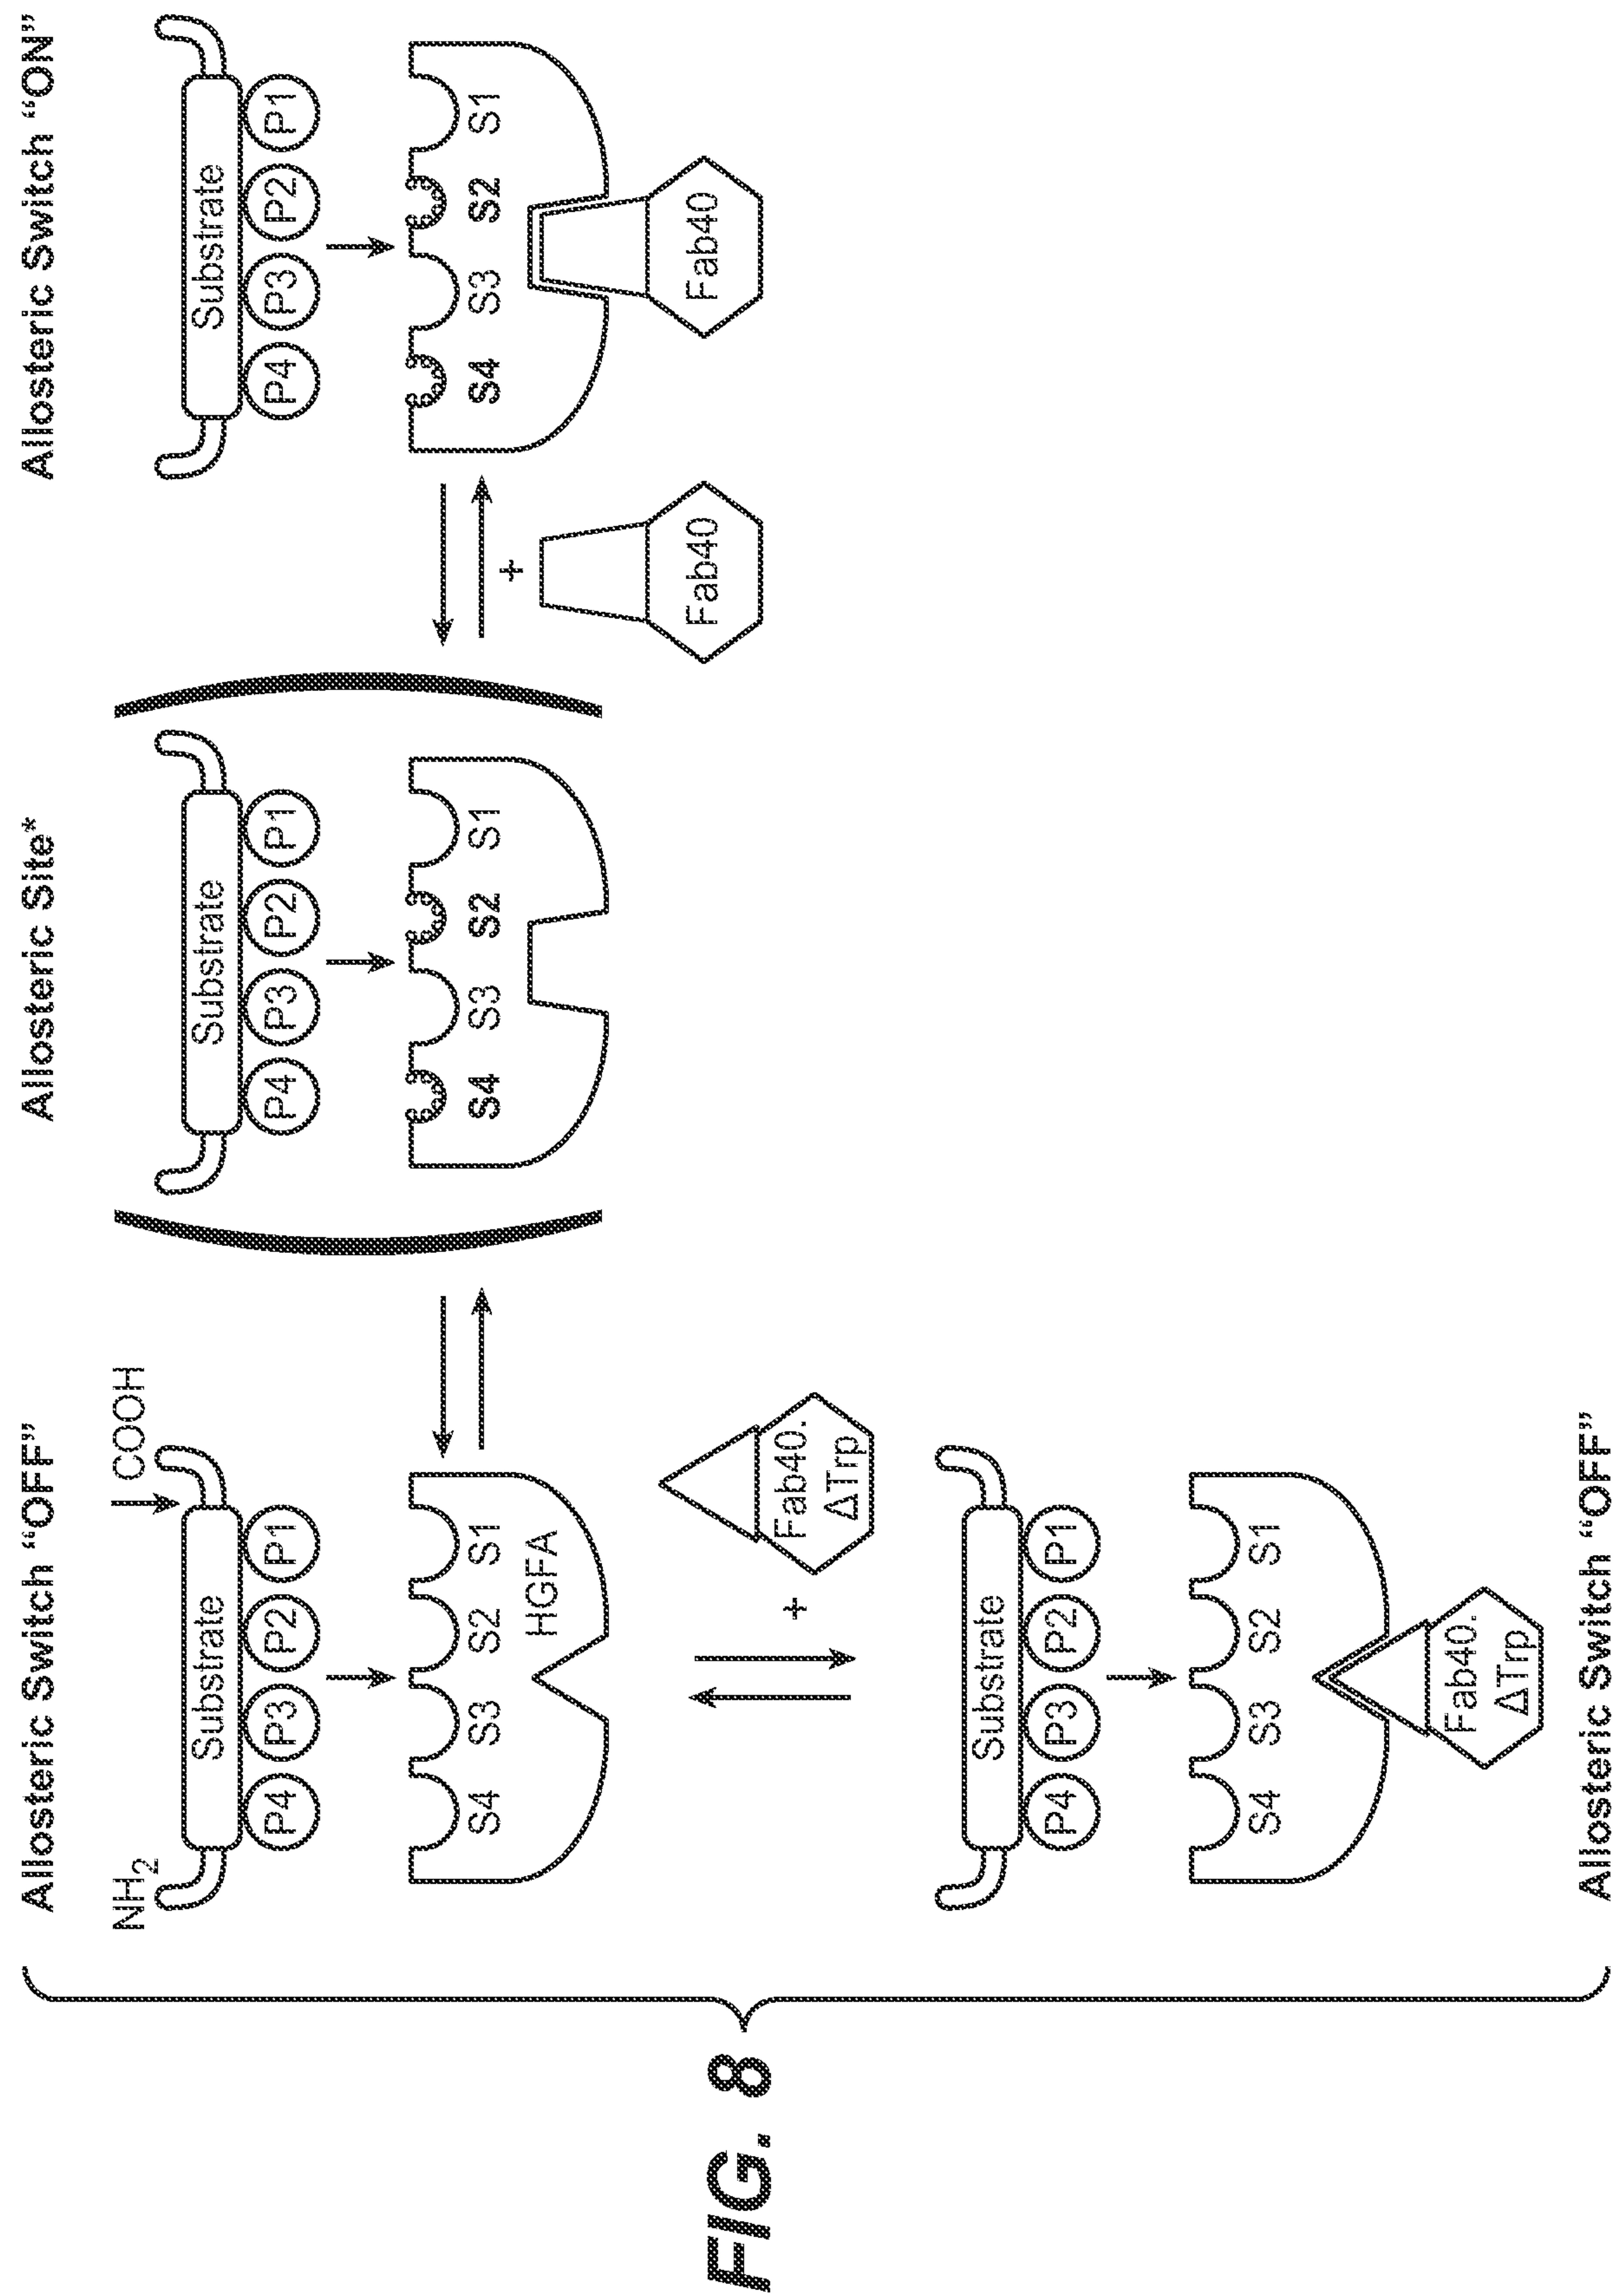 Allosteric Switch “OFF”
NH2
COOH
Substrate
P4 P3 P2 P1
S4 S3 S2 S1
HGFA
Allosteric Site*
Substrate
P4 P3 P2 P1
S4 S3 S2 S1
Allosteric Switch “ON”
Substrate
P4 P3 P2 P1
S4 S3 S2 S1
Fab40
+
Fab40
+
Fab40.
ΔTrp
Substrate
P4 P3 P2 P1
S4 S3 S2 S1
Fab40.
ΔTrp
Allosteric Switch “OFF”
FIG. 8